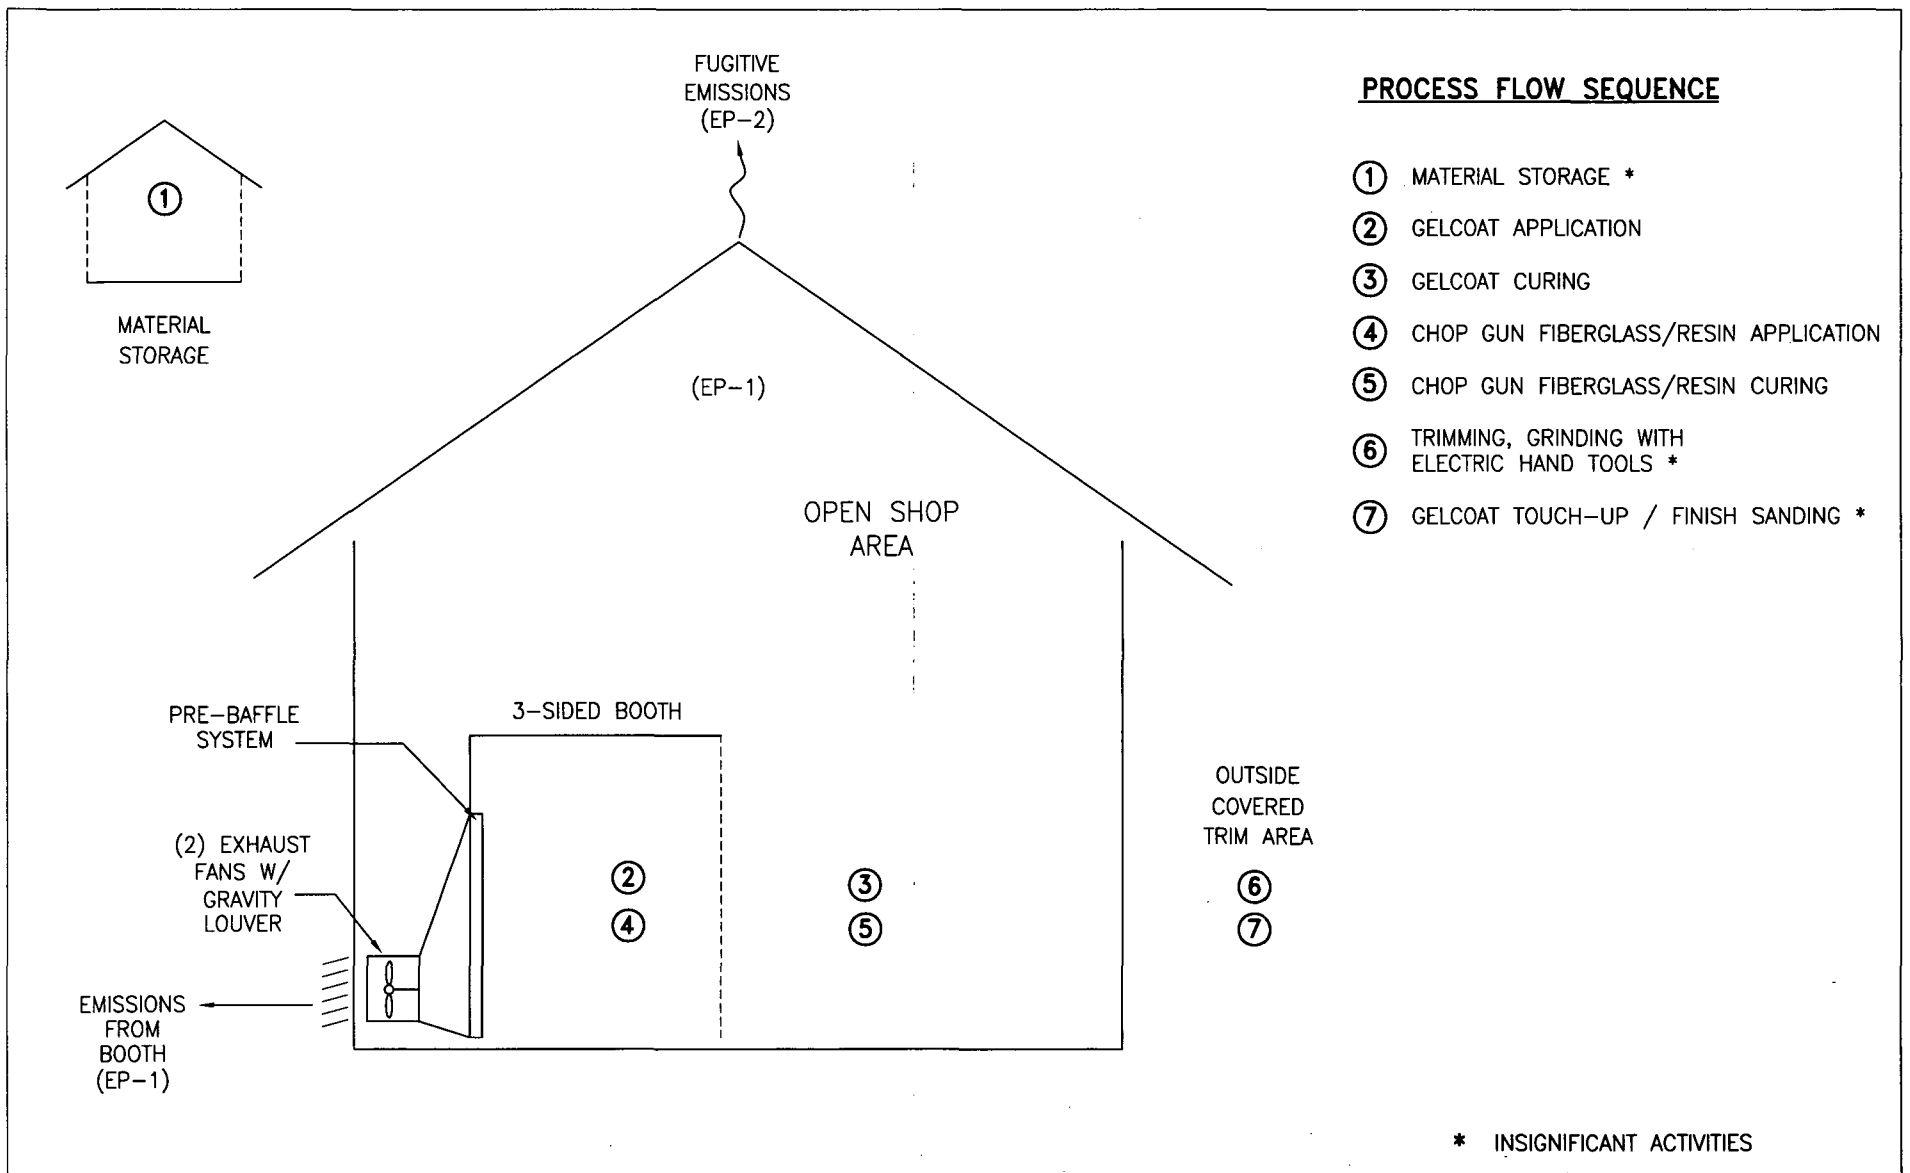 FUGITIVE
EMISSIONS
(EP-2)
1
MATERIAL
STORAGE
(EP-1)
OPEN SHOP
AREA
PRE-BAFFLE
SYSTEM
3-SIDED BOOTH
(2) EXHAUST
FANS W/
GRAVITY
LOUVER
2
4
3
5
OUTSIDE
COVERED
TRIM AREA
6
7
EMISSIONS
FROM
BOOTH
(EP-1)
PROCESS FLOW SEQUENCE
1 MATERIAL STORAGE *
2 GELCOAT APPLICATION
3 GELCOAT CURING
4 CHOP GUN FIBERGLASS/RESIN APPLICATION
5 CHOP GUN FIBERGLASS/RESIN CURING
6 TRIMMING, GRINDING WITH
ELECTRIC HAND TOOLS *
7 GELCOAT TOUCH-UP / FINISH SANDING *
* INSIGNIFICANT ACTIVITIES